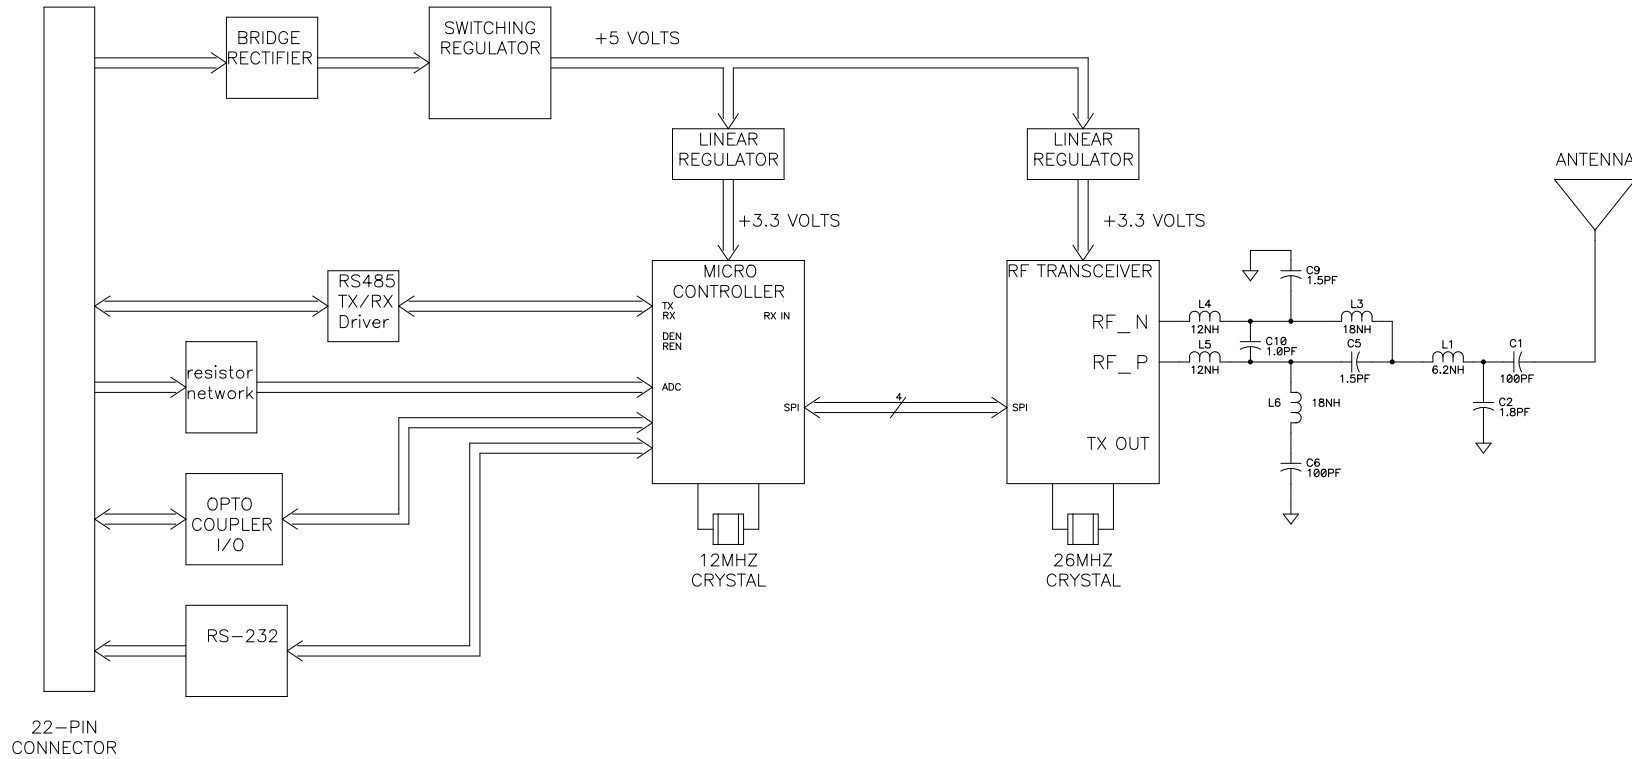 BRIDGE
RECTIFIER
SWITCHING
REGULATOR
+5 VOLTS
LINEAR
REGULATOR
LINEAR
REGULATOR
ANTENNA
+3.3 VOLTS
+3.3 VOLTS
RS485
TX/RX
Driver
MICRO
CONTROLLER
TX
RX
RX IN
DEN
REN
ADC
SPI
4
RF TRANSCEIVER
RF_N
RF_P
SPI
TX OUT
C9
1.5PF
L4
12NH
L3
18NH
C10
1.0PF
L5
12NH
C5
1.5PF
L1
6.2NH
C1
100PF
L6
18NH
C2
1.8PF
C6
100PF
resistor
network
OPTO
COUPLER
I/O
12MHZ
CRYSTAL
26MHZ
CRYSTAL
RS-232
22-PIN
CONNECTOR